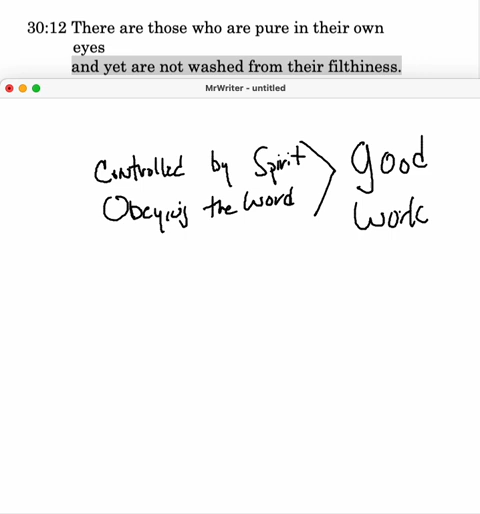 30:12 There are those who are pure in their own
eyes
and yet are not washed from their filthiness.
MrWriter - untitled
Controlled by Spirit
Obeying the Word
good
work